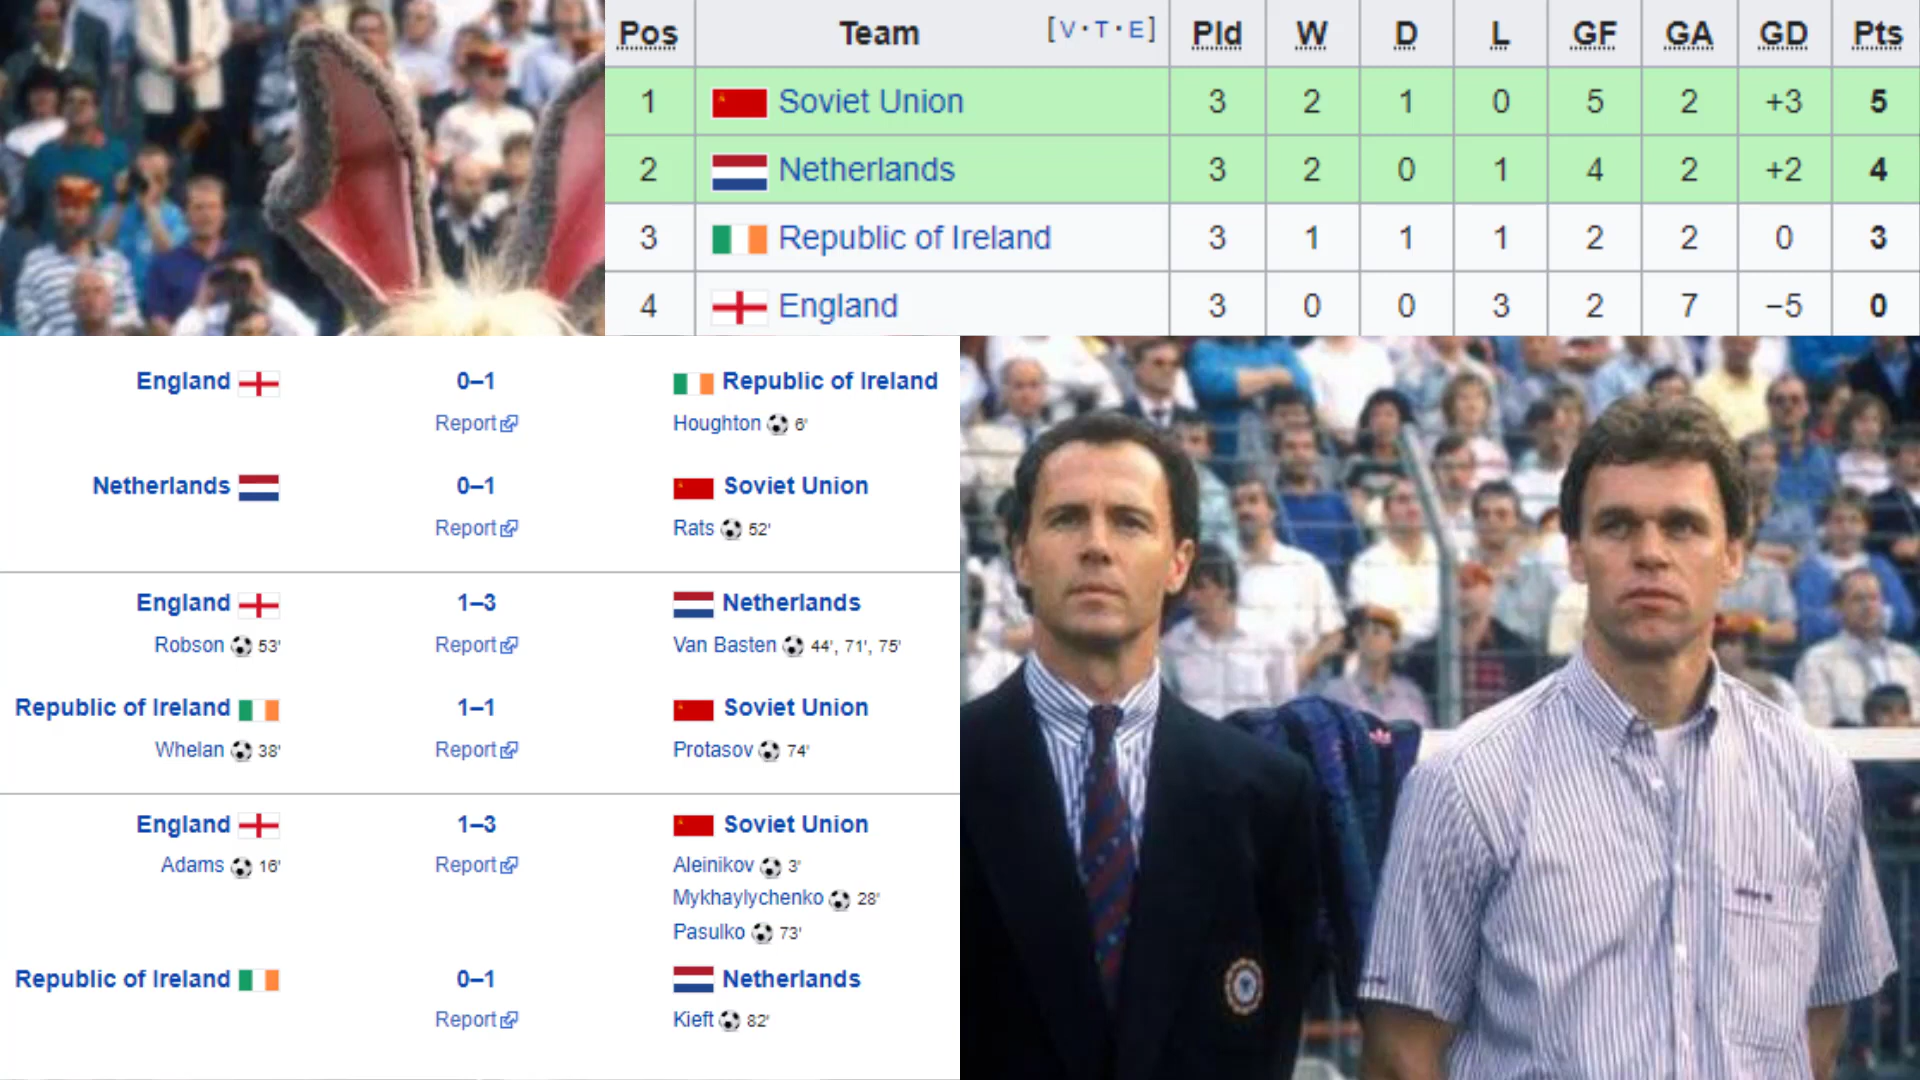 Pos Team [V·T·E] Pld W D L GF GA GD Pts
1 Soviet Union 3 2 1 0 5 2 +3 5
2 Netherlands 3 2 0 1 4 2 +2 4
3 Republic of Ireland 3 1 1 1 2 2 0 3
4 England 3 0 0 3 2 7 −5 0
England 0–1 Republic of Ireland
Report Houghton 6'
Netherlands 0–1 Soviet Union
Report Rats 52'
England 1–3 Netherlands
Robson 53' Report Van Basten 44', 71', 75'
Republic of Ireland 1–1 Soviet Union
Whelan 38' Report Protasov 74'
England 1–3 Soviet Union
Adams 16' Report Aleinikov 3'
Mykhaylychenko 28'
Pasulko 73'
Republic of Ireland 0–1 Netherlands
Report Kieft 82'